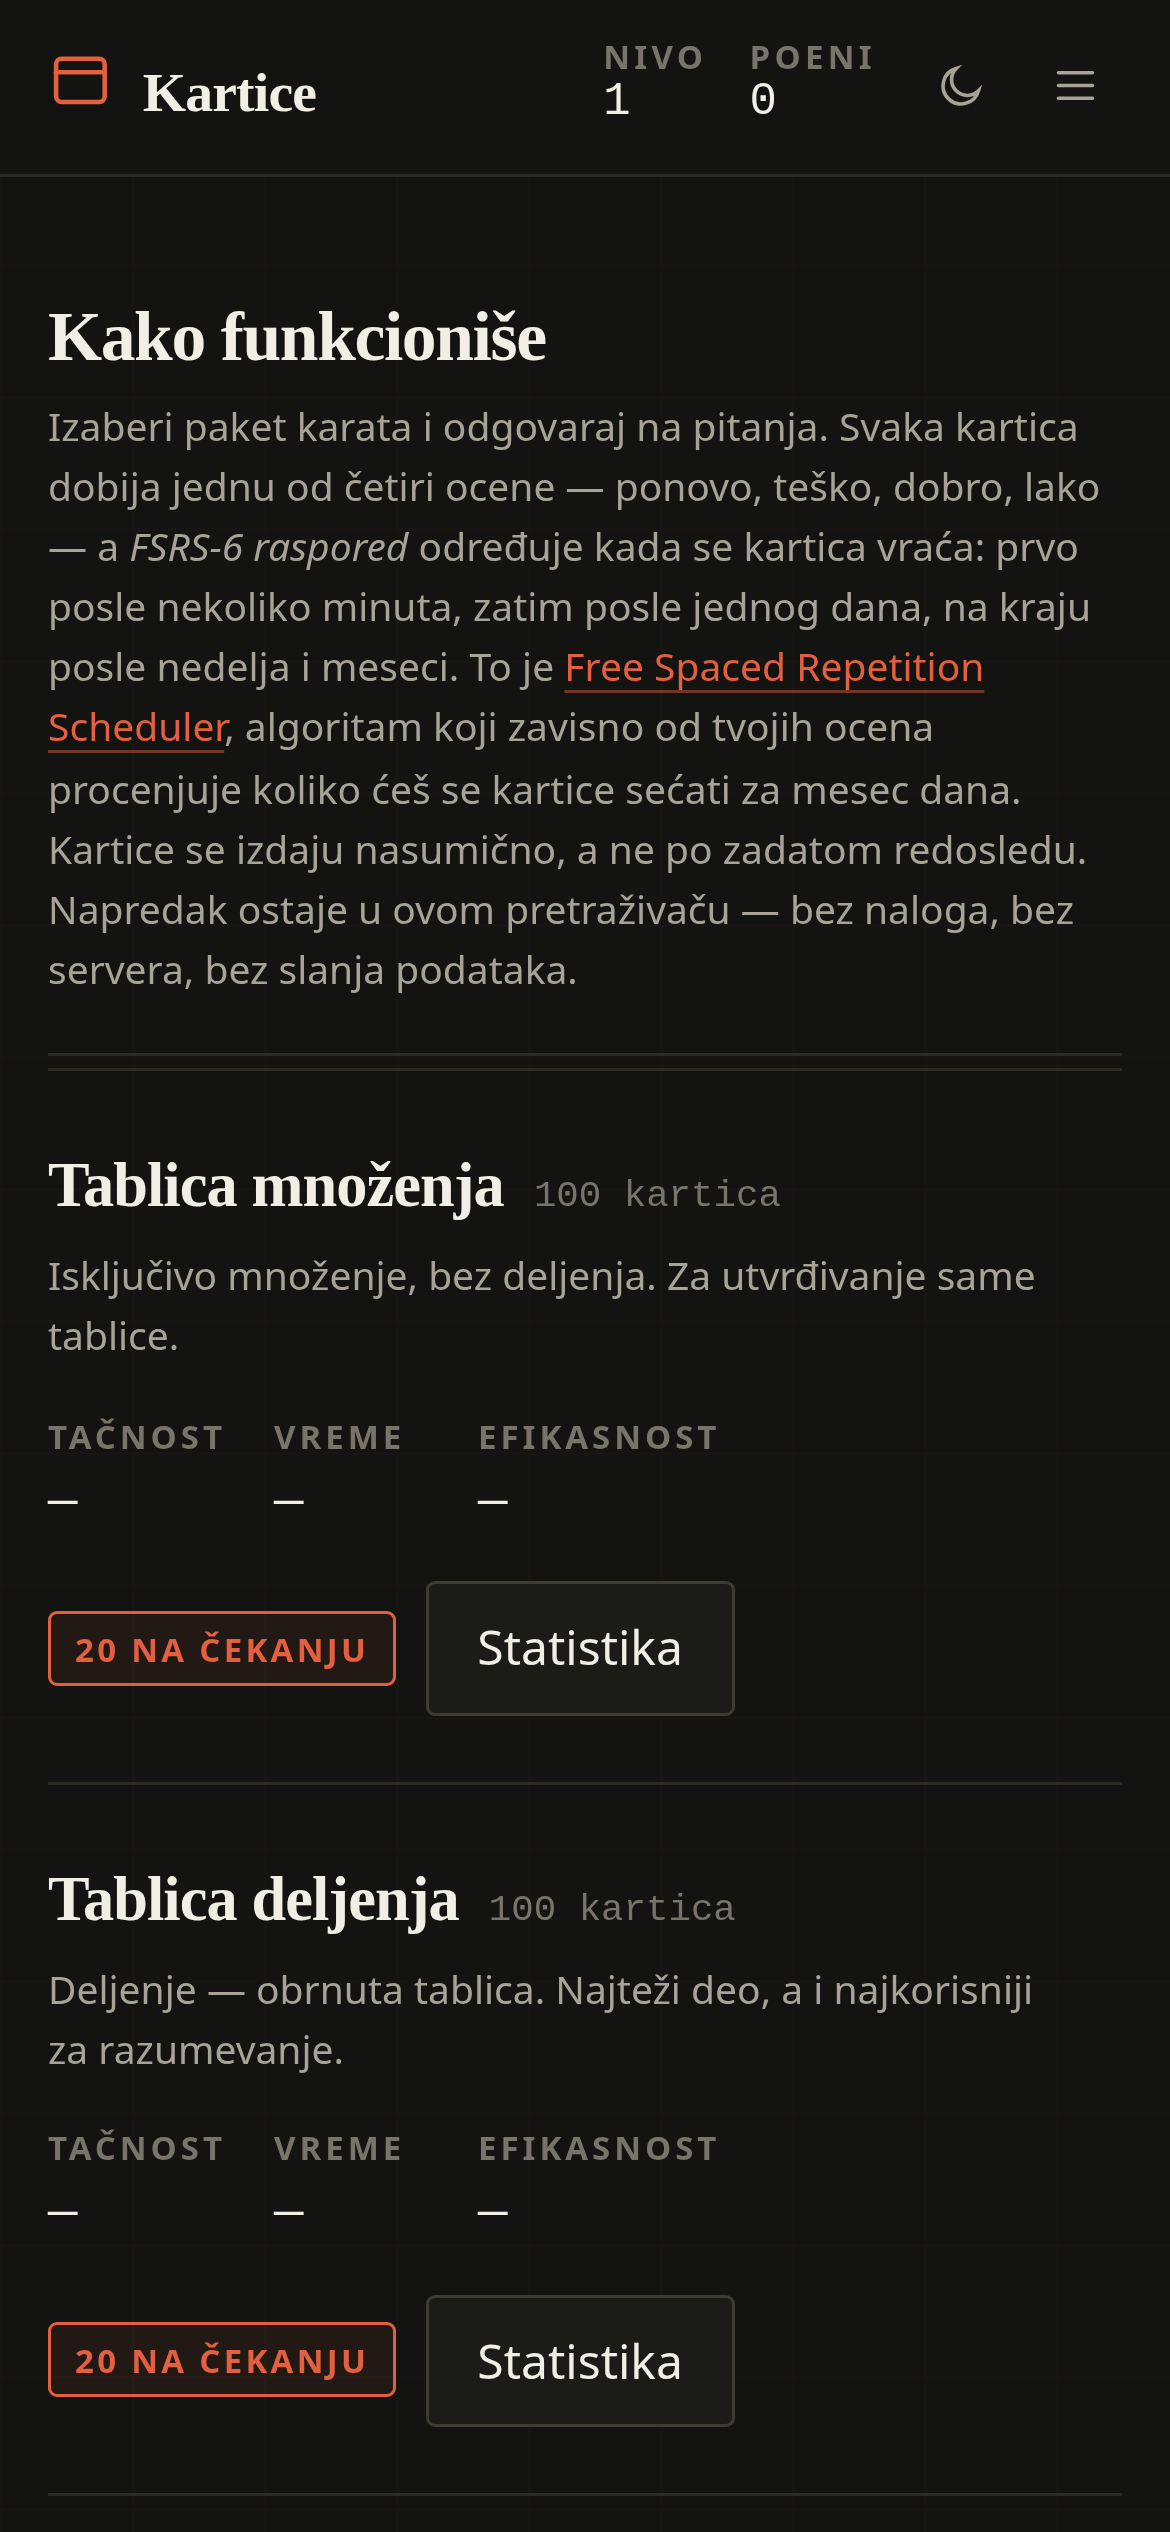 Kartice
NIVO POENI
1 0
Kako funkcioniše
Izaberi paket karata i odgovaraj na pitanja. Svaka kartica
dobija jednu od četiri ocene — ponovo, teško, dobro, lako
— a FSRS-6 raspored određuje kada se kartica vraća: prvo
posle nekoliko minuta, zatim posle jednog dana, na kraju
posle nedelja i meseci. To je Free Spaced Repetition
Scheduler, algoritam koji zavisno od tvojih ocena
procenjuje koliko ćeš se kartice sećati za mesec dana.
Kartice se izdaju nasumično, a ne po zadatom redosledu.
Napredak ostaje u ovom pretraživaču — bez naloga, bez
servera, bez slanja podataka.
Tablica množenja 100 kartica
Isključivo množenje, bez deljenja. Za utvrđivanje same
tablice.
TAČNOST VREME EFIKASNOST
— — —
20 NA ČEKANJU Statistika
Tablica deljenja 100 kartica
Deljenje — obrnuta tablica. Najteži deo, a i najkorisniji
za razumevanje.
TAČNOST VREME EFIKASNOST
— — —
20 NA ČEKANJU Statistika